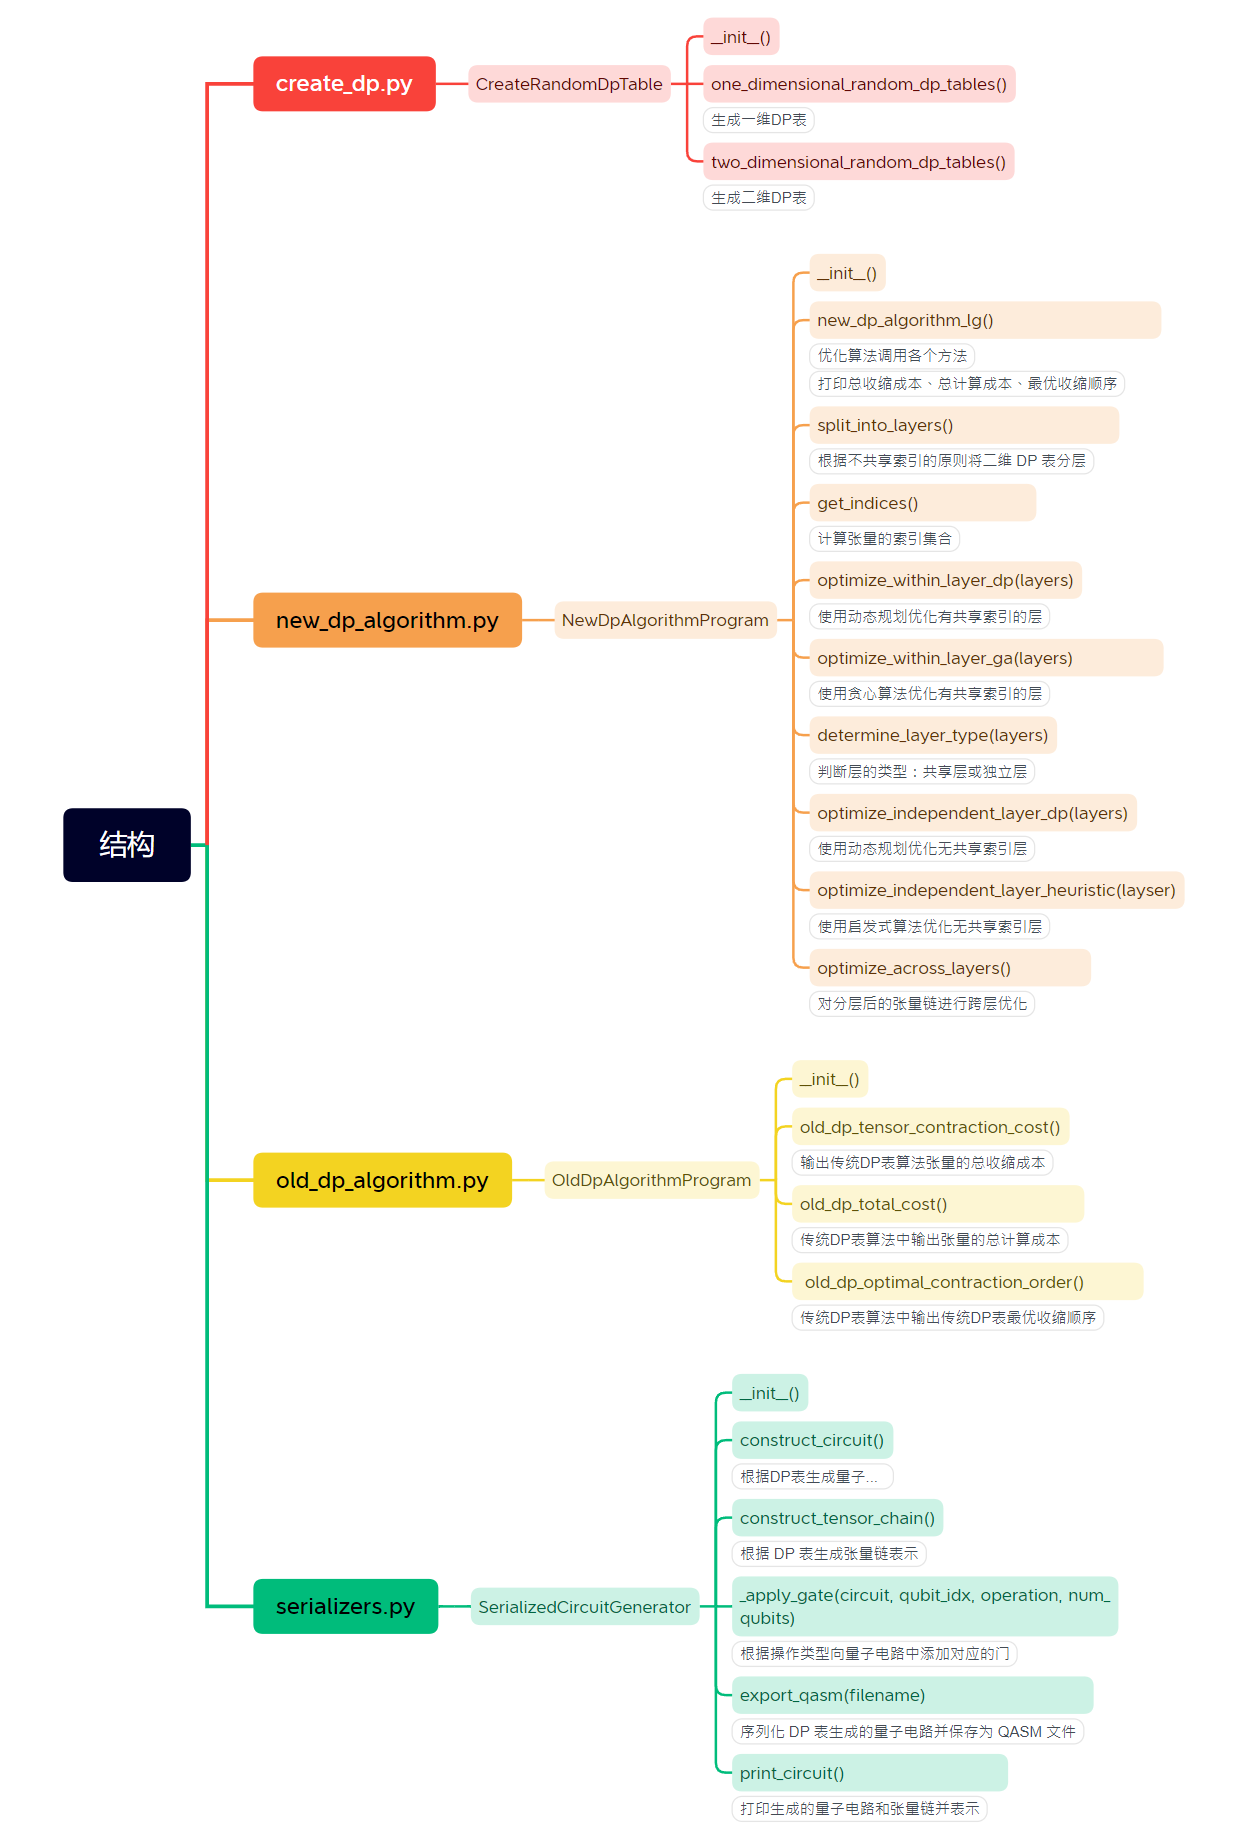 结构
create_dp.py
CreateRandomDpTable
__init__()
one_dimensional_random_dp_tables()
生成一维DP表
two_dimensional_random_dp_tables()
生成二维DP表
new_dp_algorithm.py
NewDpAlgorithmProgram
__init__()
new_dp_algorithm_lg()
优化算法调用各个方法
打印总收缩成本、总计算成本、最优收缩顺序
split_into_layers()
根据不共享索引的原则将二维 DP 表分层
get_indices()
计算张量的索引集合
optimize_within_layer_dp(layers)
使用动态规划优化有共享索引的层
optimize_within_layer_ga(layers)
使用贪心算法优化有共享索引的层
determine_layer_type(layers)
判断层的类型：共享层或独立层
optimize_independent_layer_dp(layers)
使用动态规划优化无共享索引层
optimize_independent_layer_heuristic(layser)
使用启发式算法优化无共享索引层
optimize_across_layers()
对分层后的张量链进行跨层优化
old_dp_algorithm.py
OldDpAlgorithmProgram
__init__()
old_dp_tensor_contraction_cost()
输出传统DP表算法张量的总收缩成本
old_dp_total_cost()
传统DP表算法中输出张量的总计算成本
old_dp_optimal_contraction_order()
传统DP表算法中输出传统DP表最优收缩顺序
serializers.py
SerializedCircuitGenerator
__init__()
construct_circuit()
根据DP表生成量子...
construct_tensor_chain()
根据 DP 表生成张量链表示
_apply_gate(circuit, qubit_idx, operation, num_
qubits)
根据操作类型向量子电路中添加对应的门
export_qasm(filename)
序列化 DP 表生成的量子电路并保存为 QASM 文件
print_circuit()
打印生成的量子电路和张量链并表示